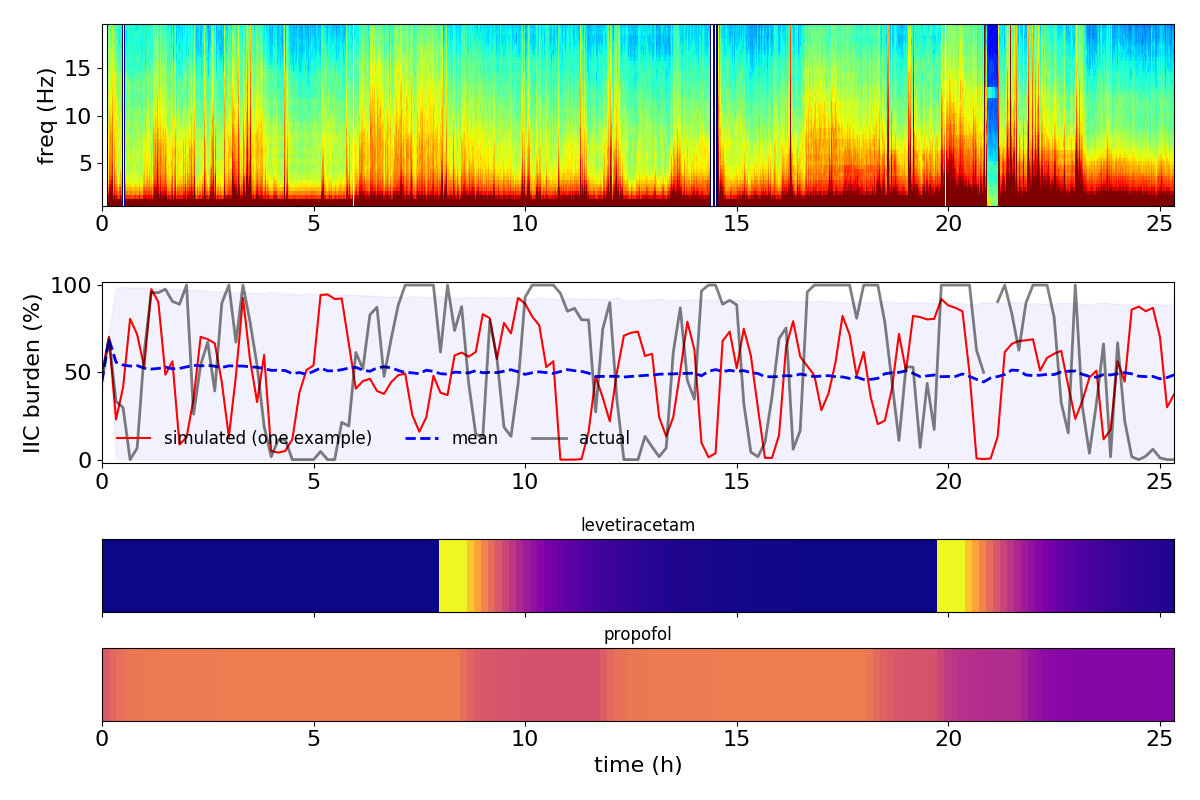 freq (Hz)
15
10
5
0 5 10 15 20 25
IIC burden (%)
100
50
0
simulated (one example) mean actual
0 5 10 15 20 25
levetiracetam
propofol
0 5 10 15 20 25
time (h)